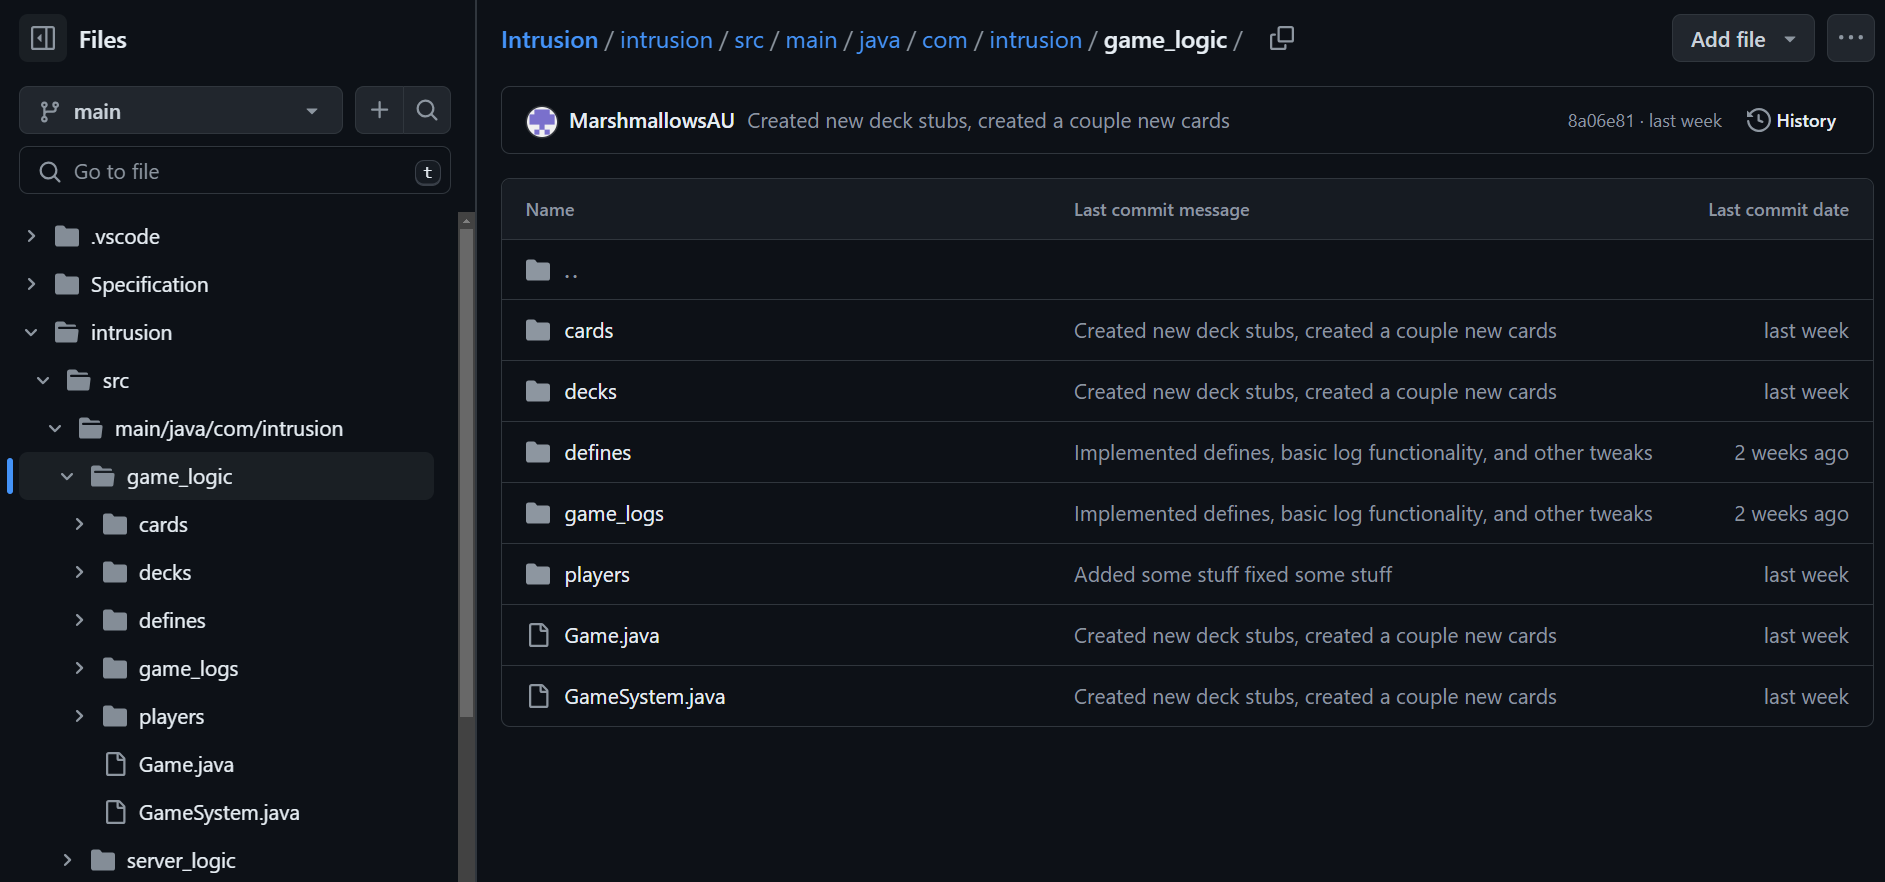 Files
main
Go to file
t
.vscode
Specification
intrusion
src
main/java/com/intrusion
game_logic
cards
decks
defines
game_logs
players
Game.java
GameSystem.java
server_logic
Intrusion / intrusion / src / main / java / com / intrusion / game_logic /
Add file
MarshmallowsAU Created new deck stubs, created a couple new cards 8a06e81 · last week History
Name Last commit message Last commit date
..
cards Created new deck stubs, created a couple new cards last week
decks Created new deck stubs, created a couple new cards last week
defines Implemented defines, basic log functionality, and other tweaks 2 weeks ago
game_logs Implemented defines, basic log functionality, and other tweaks 2 weeks ago
players Added some stuff fixed some stuff last week
Game.java Created new deck stubs, created a couple new cards last week
GameSystem.java Created new deck stubs, created a couple new cards last week